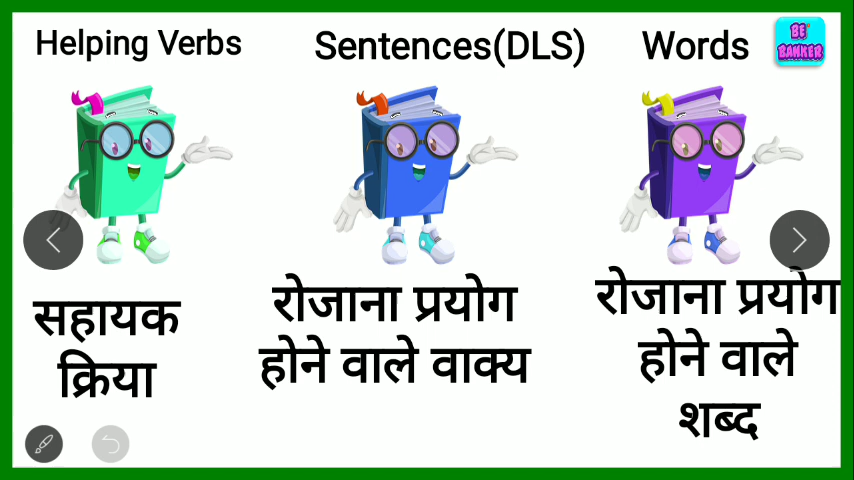 Helping Verbs
Sentences(DLS)
Words
BE
BANKER
सहायक
क्रिया
रोजाना प्रयोग
होने वाले वाक्य
रोजाना प्रयोग
होने वाले
शब्द